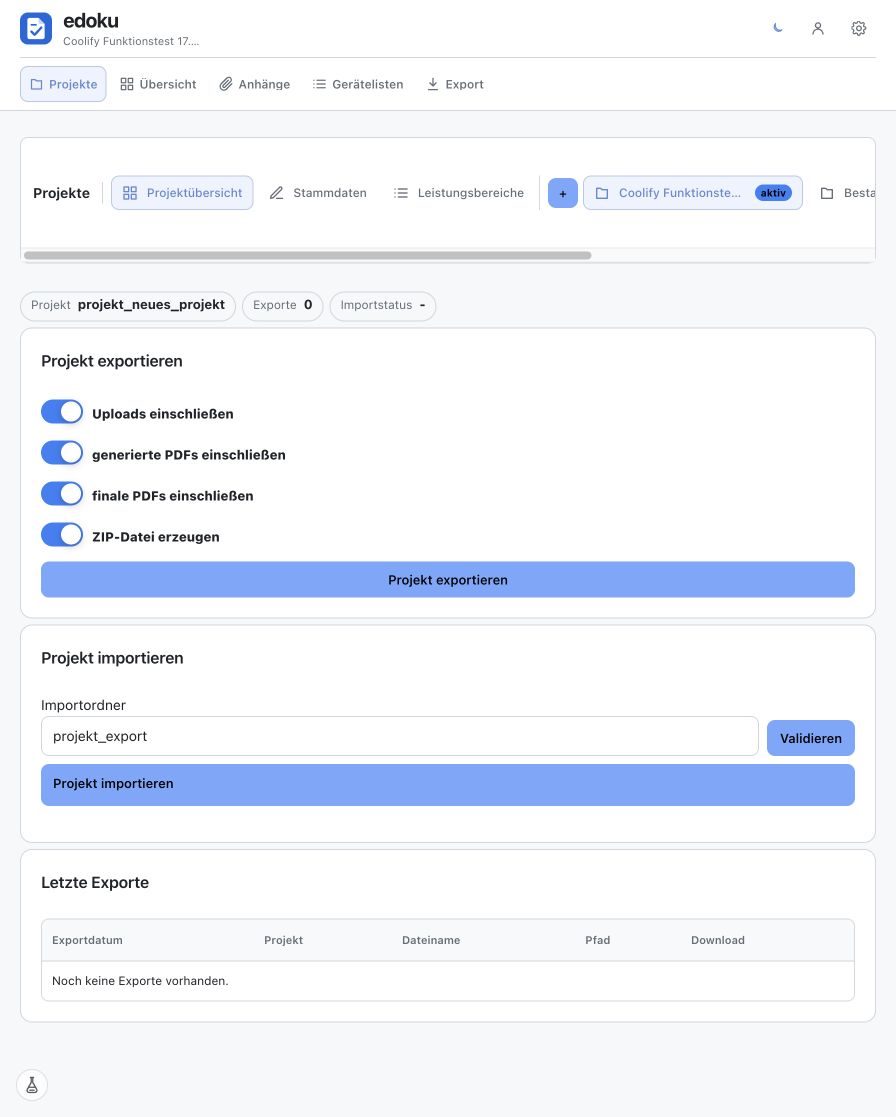 edoku
Coolify Funktionstest 17....
Projekte Übersicht Anhänge Gerätelisten Export
Projekte Projektübersicht Stammdaten Leistungsbereiche + Coolify Funktionste... aktiv Besta
Projekt projekt_neues_projekt Exporte 0 Importstatus -
Projekt exportieren
Uploads einschließen
generierte PDFs einschließen
finale PDFs einschließen
ZIP-Datei erzeugen
Projekt exportieren
Projekt importieren
Importordner
projekt_export
Validieren
Projekt importieren
Letzte Exporte
Exportdatum Projekt Dateiname Pfad Download
Noch keine Exporte vorhanden.